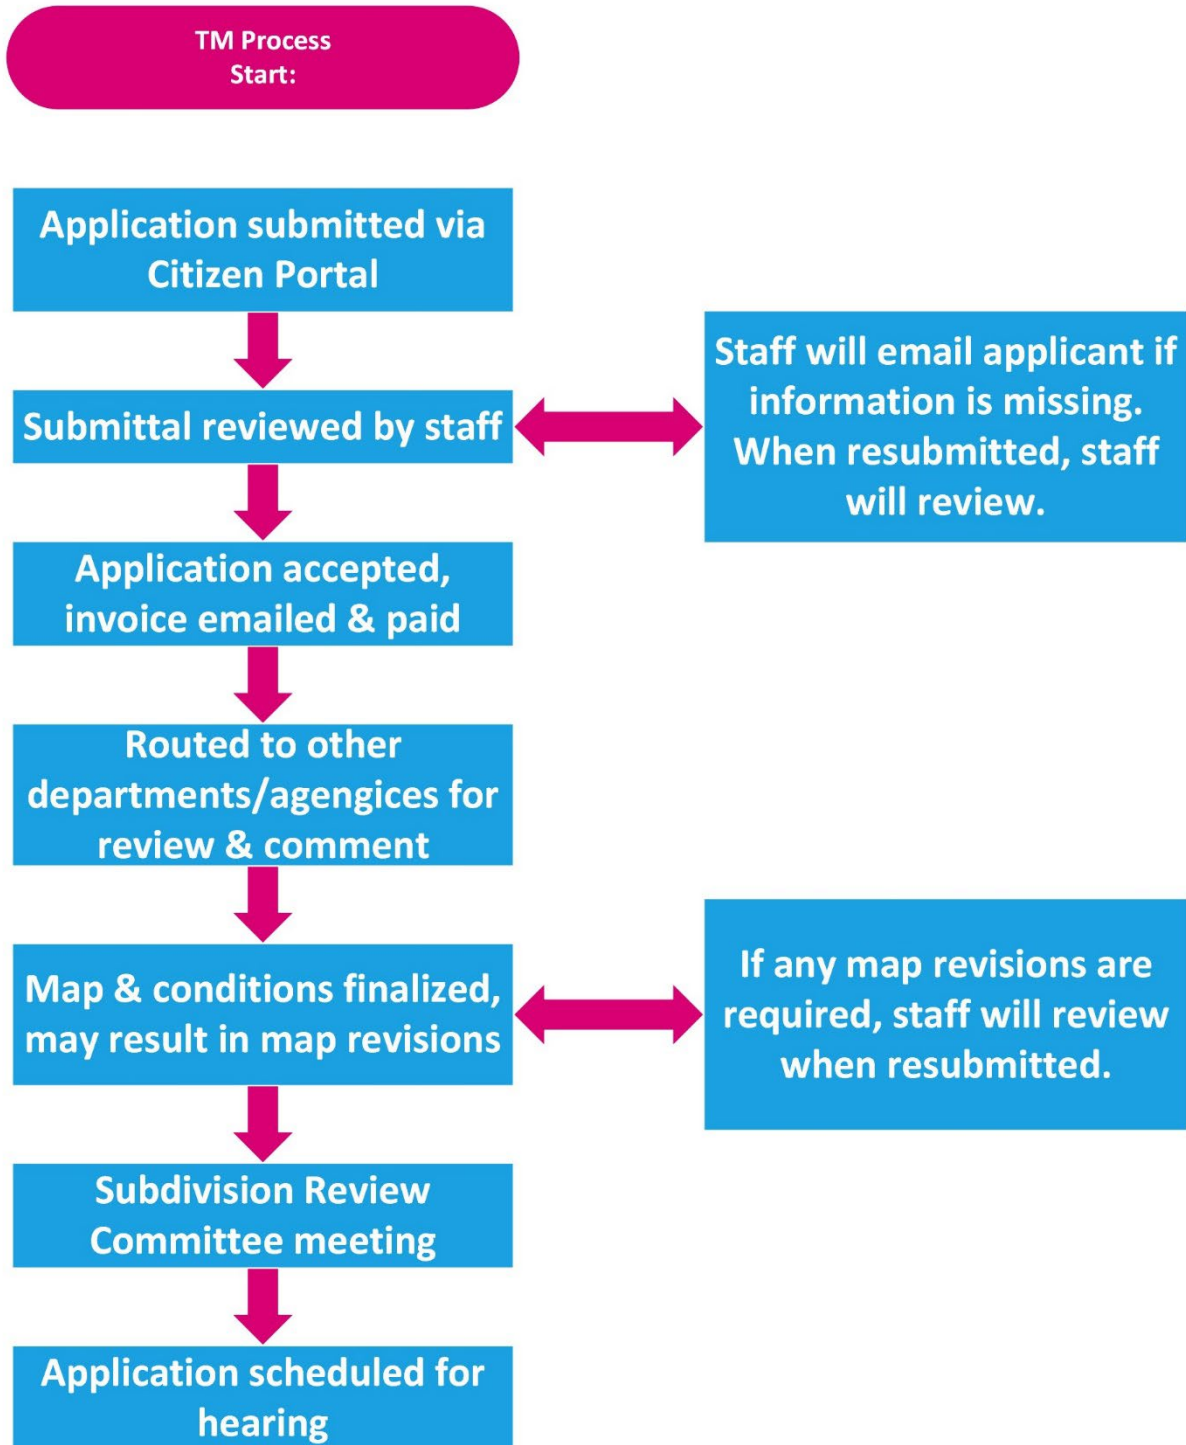 TM Process
Start:
Application submitted via
Citizen Portal
Submittal reviewed by staff
Staff will email applicant if
information is missing.
When resubmitted, staff
will review.
Application accepted,
invoice emailed & paid
Routed to other
departments/agengices for
review & comment
Map & conditions finalized,
may result in map revisions
If any map revisions are
required, staff will review
when resubmitted.
Subdivision Review
Committee meeting
Application scheduled for
hearing